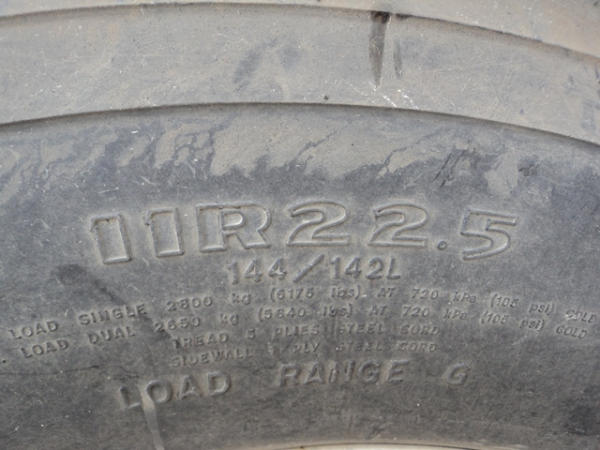 11R22.5
144/142L
LOAD SINGLE 2800 kg (6175 lbs). AT 720 kPa (105 psi) COLD
LOAD DUAL 2650 kg (5840 lbs). AT 720 kPa (105 psi) COLD
TREAD 5 PLIES STEEL CORD
SIDEWALL PLY STEEL CORD
LOAD RANGE G